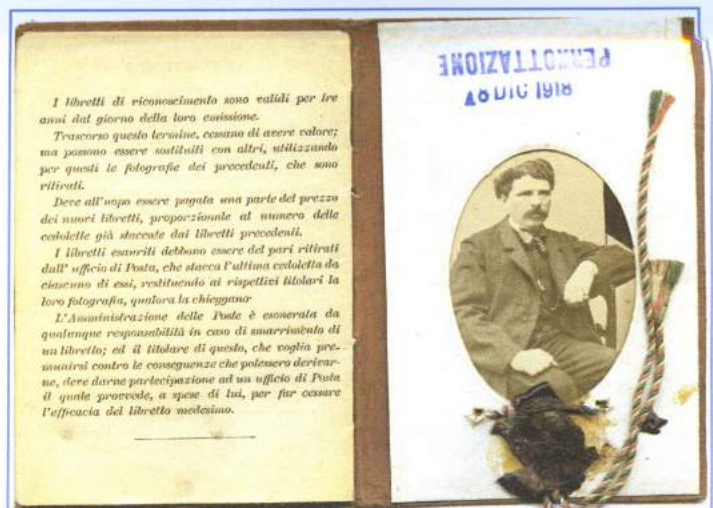 I libretti di riconoscimento sono validi per tre
anni dal giorno della loro emissione.
Trascorso questo termine, cessano di avere valore;
ma possono essere sostituiti con altri, utilizzando
per questi le fotografie dei precedenti, che sono
ritirati.
Deve all'uopo essere pagata una parte del prezzo
dei nuovi libretti, proporzionale al numero delle
cedolette già staccate dai libretti precedenti.
I libretti esauriti debbono essere del pari ritirati
dall' ufficio di Posta, che stacca l'ultima cedoletta da
ciascuno di essi, restituendo ai rispettivi titolari la
loro fotografia, qualora la chieggano
L'Amministrazione delle Poste è esonerata da
qualunque responsabilità in caso di smarrimento di
un libretto; ed il titolare di questo, che voglia pre-
munirsi contro le conseguenze che potessero derivar-
ne, deve darne partecipazione ad un ufficio di Posta
il quale provvede, a spese di lui, per far cessare
l'efficacia del libretto medesimo.
PERNOTTAZIONE
18 DIC 1918